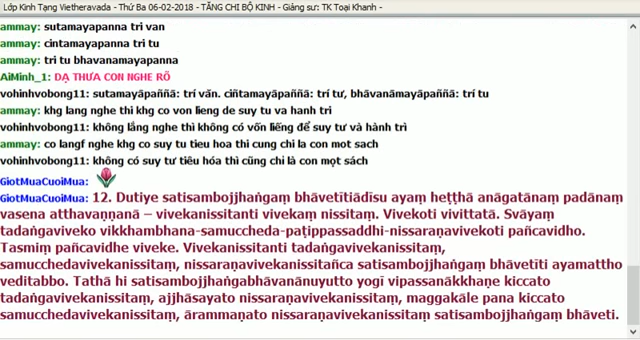 Lớp Kinh Tạng Vietheravada - Thứ Ba 06-02-2018 - TĂNG CHI BỘ KINH - Giảng sư: TK Toại Khanh -
ammay: sutamayapanna tri van
ammay: cintamayapanna tri tu
ammay: tri tu bhavanamayapanna
AiMinh_1: DẠ THƯA CON NGHE RÕ
vohinhvobong11: sutamayāpaññā: trí văn. ciñtamayāpaññā: trí tư, bhāvanāmayāpaññā: trí tu
ammay: khg lang nghe thi khg co von lieng de suy tu va hanh tri
vohinhvobong11: không lắng nghe thì không có vốn liếng để suy tư và hành trì
ammay: co langf nghe khg co suy tu tieu hoa thi cung chi la con mot sach
vohinhvobong11: không có suy tư tiêu hóa thì cũng chỉ là con mọt sách
GiotMuaCuoiMua:
GiotMuaCuoiMua: 12. Dutiye satisambojjhaṅgaṃ bhāvetītiādīsu ayaṃ heṭṭhā anāgatānaṃ padānaṃ
vasena atthavaṇṇanā – vivekanissitanti vivekaṃ nissitaṃ. Vivekoti vivittatā. Svāyaṃ
tadaṅgaviveko vikkhambhana-samuccheda-paṭippassaddhi-nissaraṇavivekoti pañcavidho.
Tasmiṃ pañcavidhe viveke. Vivekanissitanti tadaṅgavivekanissitaṃ,
samucchedavivekanissitaṃ, nissaraṇavivekanissitañca satisambojjhaṅgaṃ bhāvetīti ayamattho
veditabbo. Tathā hi satisambojjhaṅgabhāvanānuyutto yogī vipassanākkhaṇe kiccato
tadaṅgavivekanissitaṃ, ajjhāsayato nissaraṇavivekanissitaṃ, maggakāle pana kiccato
samucchedavivekanissitaṃ, ārammaṇato nissaraṇavivekanissitaṃ satisambojjhaṅgaṃ bhāveti.